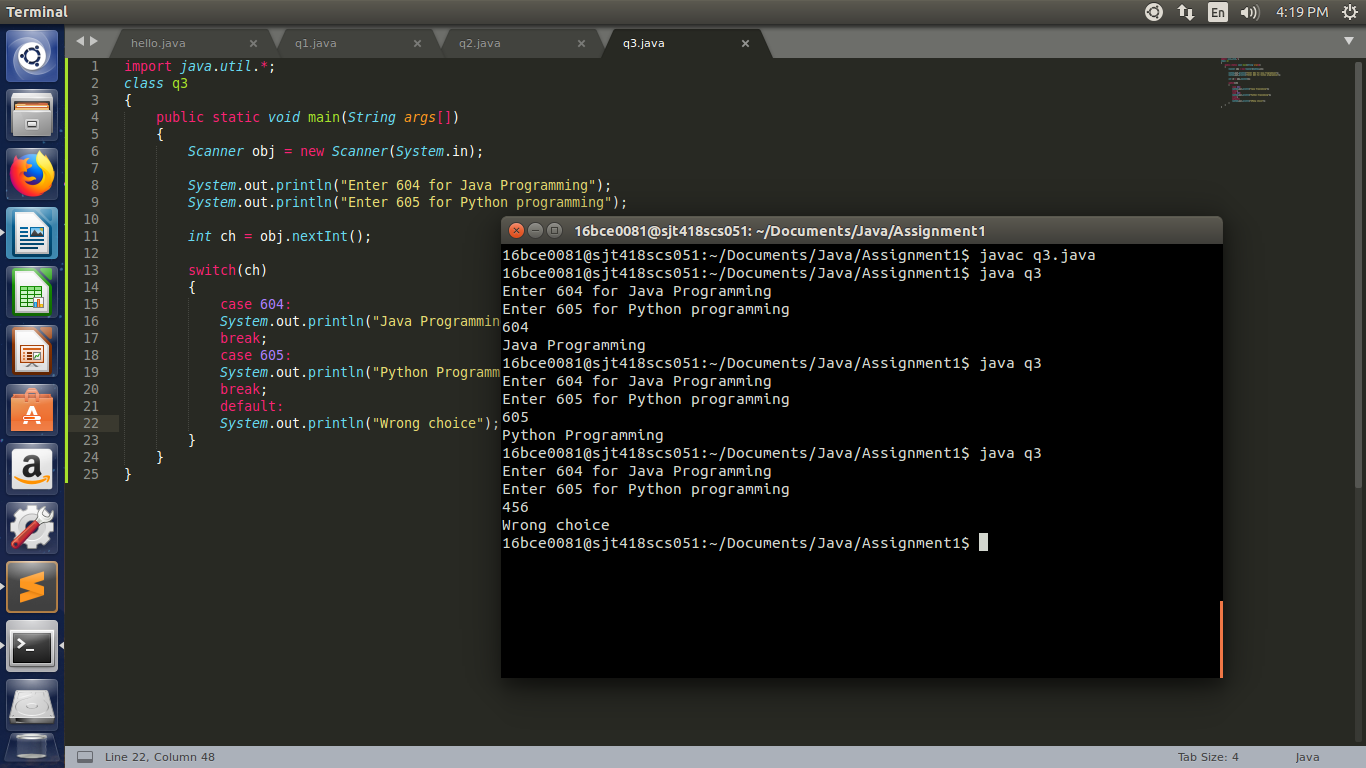 Terminal
En
4:19 PM
hello.java
q1.java
q2.java
q3.java
1 import java.util.*;
2 class q3
3 {
4 public static void main(String args[])
5 {
6 Scanner obj = new Scanner(System.in);
7
8 System.out.println("Enter 604 for Java Programming");
9 System.out.println("Enter 605 for Python programming");
10
11 int ch = obj.nextInt();
12
13 switch(ch)
14 {
15 case 604:
16 System.out.println("Java Programmin
17 break;
18 case 605:
19 System.out.println("Python Programm
20 break;
21 default:
22 System.out.println("Wrong choice");
23 }
24 }
25 }
16bce0081@sjt418scs051: ~/Documents/Java/Assignment1
16bce0081@sjt418scs051:~/Documents/Java/Assignment1$ javac q3.java
16bce0081@sjt418scs051:~/Documents/Java/Assignment1$ java q3
Enter 604 for Java Programming
Enter 605 for Python programming
604
Java Programming
16bce0081@sjt418scs051:~/Documents/Java/Assignment1$ java q3
Enter 604 for Java Programming
Enter 605 for Python programming
605
Python Programming
16bce0081@sjt418scs051:~/Documents/Java/Assignment1$ java q3
Enter 604 for Java Programming
Enter 605 for Python programming
456
Wrong choice
16bce0081@sjt418scs051:~/Documents/Java/Assignment1$
Line 22, Column 48
Tab Size: 4
Java